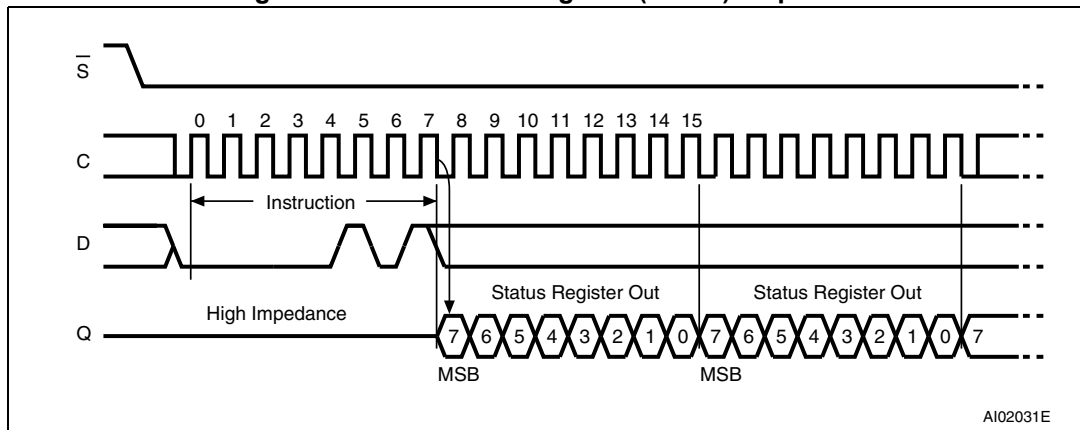 S
0 1 2 3 4 5 6 7 8 9 10 11 12 13 14 15
C
Instruction
D
Status Register Out Status Register Out
High Impedance
Q
7 6 5 4 3 2 1 0 7 6 5 4 3 2 1 0 7
MSB MSB
AI02031E